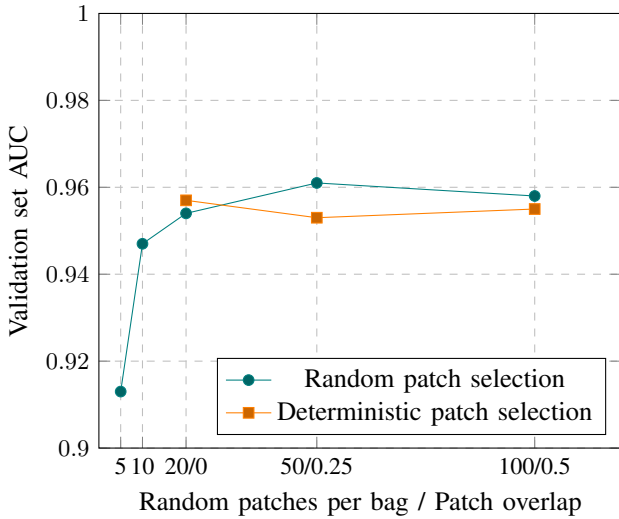 1
0.98
0.96
0.94
0.92
0.9
Validation set AUC
Random patch selection
Deterministic patch selection
5 10 20/0 50/0.25 100/0.5
Random patches per bag / Patch overlap